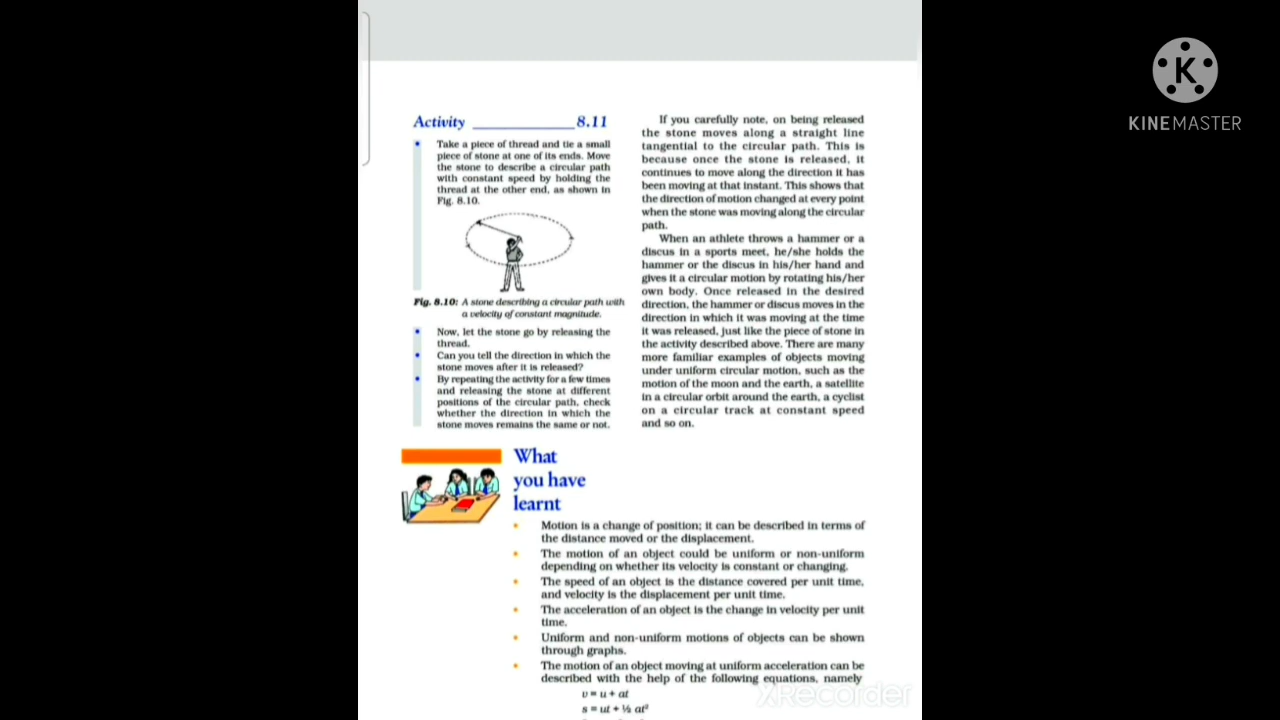 Activity ____________ 8.11
• Take a piece of thread and tie a small
piece of stone at one of its ends. Move
the stone to describe a circular path
with constant speed by holding the
thread at the other end, as shown in
Fig. 8.10.
Fig. 8.10: A stone describing a circular path with
a velocity of constant magnitude.
• Now, let the stone go by releasing the
thread.
• Can you tell the direction in which the
stone moves after it is released?
• By repeating the activity for a few times
and releasing the stone at different
positions of the circular path, check
whether the direction in which the
stone moves remains the same or not.
If you carefully note, on being released
the stone moves along a straight line
tangential to the circular path. This is
because once the stone is released, it
continues to move along the direction it has
been moving at that instant. This shows that
the direction of motion changed at every point
when the stone was moving along the circular
path.
When an athlete throws a hammer or a
discus in a sports meet, he/she holds the
hammer or the discus in his/her hand and
gives it a circular motion by rotating his/her
own body. Once released in the desired
direction, the hammer or discus moves in the
direction in which it was moving at the time
it was released, just like the piece of stone in
the activity described above. There are many
more familiar examples of objects moving
under uniform circular motion, such as the
motion of the moon and the earth, a satellite
in a circular orbit around the earth, a cyclist
on a circular track at constant speed
and so on.
What
you have
learnt
• Motion is a change of position; it can be described in terms of
the distance moved or the displacement.
• The motion of an object could be uniform or non-uniform
depending on whether its velocity is constant or changing.
• The speed of an object is the distance covered per unit time,
and velocity is the displacement per unit time.
• The acceleration of an object is the change in velocity per unit
time.
• Uniform and non-uniform motions of objects can be shown
through graphs.
• The motion of an object moving at uniform acceleration can be
described with the help of the following equations, namely
v = u + at
s = ut + ½ at²
K
KINEMASTER
XRecorder